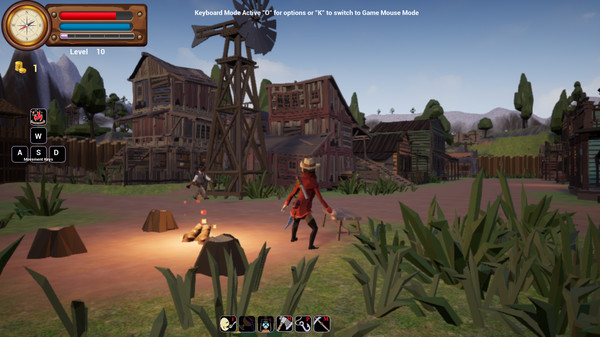 Keyboard Mode Active "O" for options or "K" to switch to Game Mouse Mode
Level 10
1
W
A S D
Movement Keys